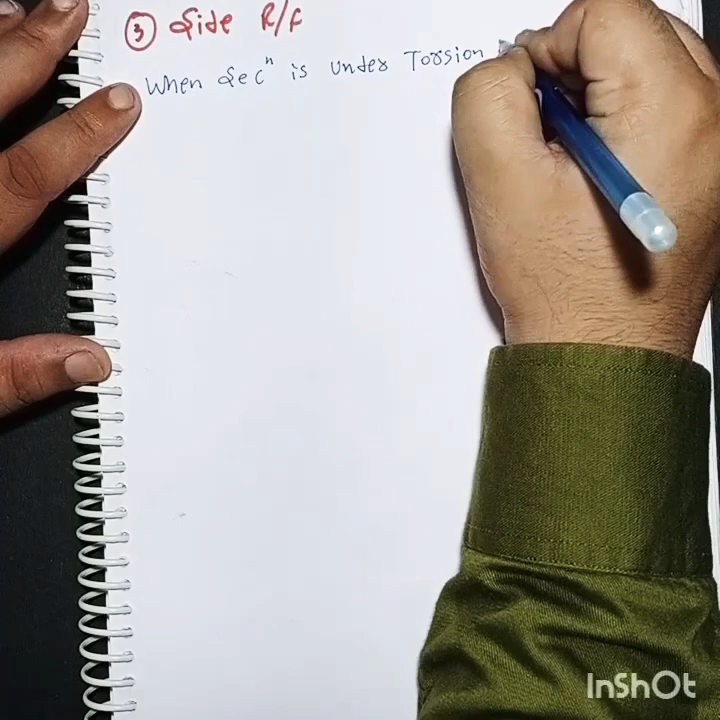 ③ Side R/F
When Secⁿ is under Torsion
InShOt